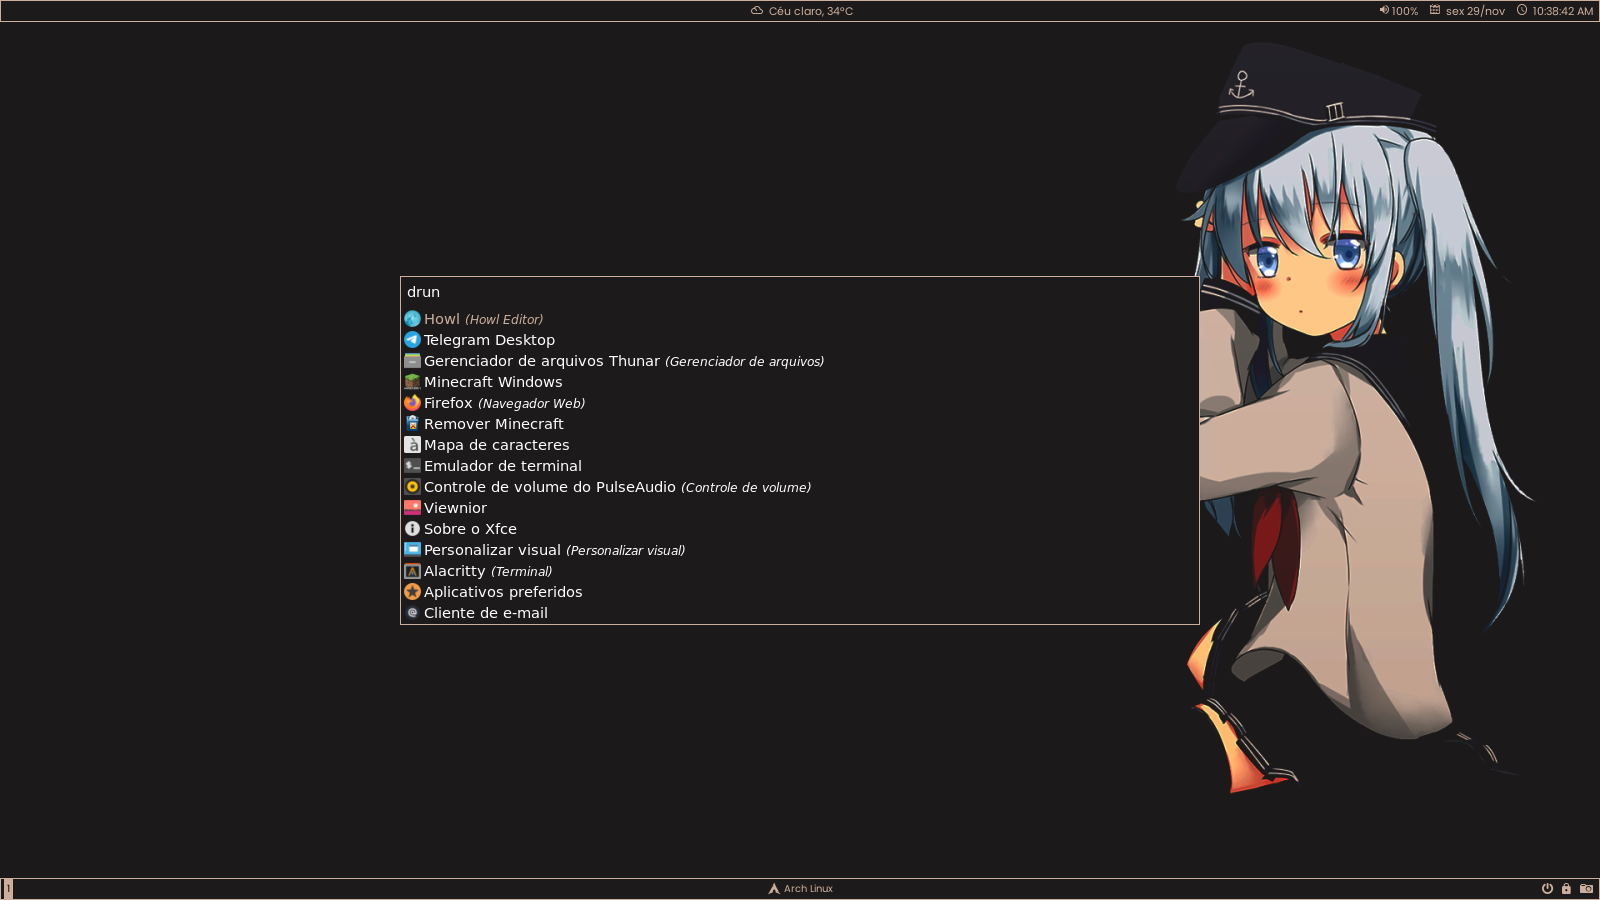 Céu claro, 34°C
100% sex 29/nov 10:38:42 AM
III
drun
Howl (Howl Editor)
Telegram Desktop
Gerenciador de arquivos Thunar (Gerenciador de arquivos)
Minecraft Windows
Firefox (Navegador Web)
Remover Minecraft
Mapa de caracteres
Emulador de terminal
Controle de volume do PulseAudio (Controle de volume)
Viewnior
Sobre o Xfce
Personalizar visual (Personalizar visual)
Alacritty (Terminal)
Aplicativos preferidos
Cliente de e-mail
1 Arch Linux